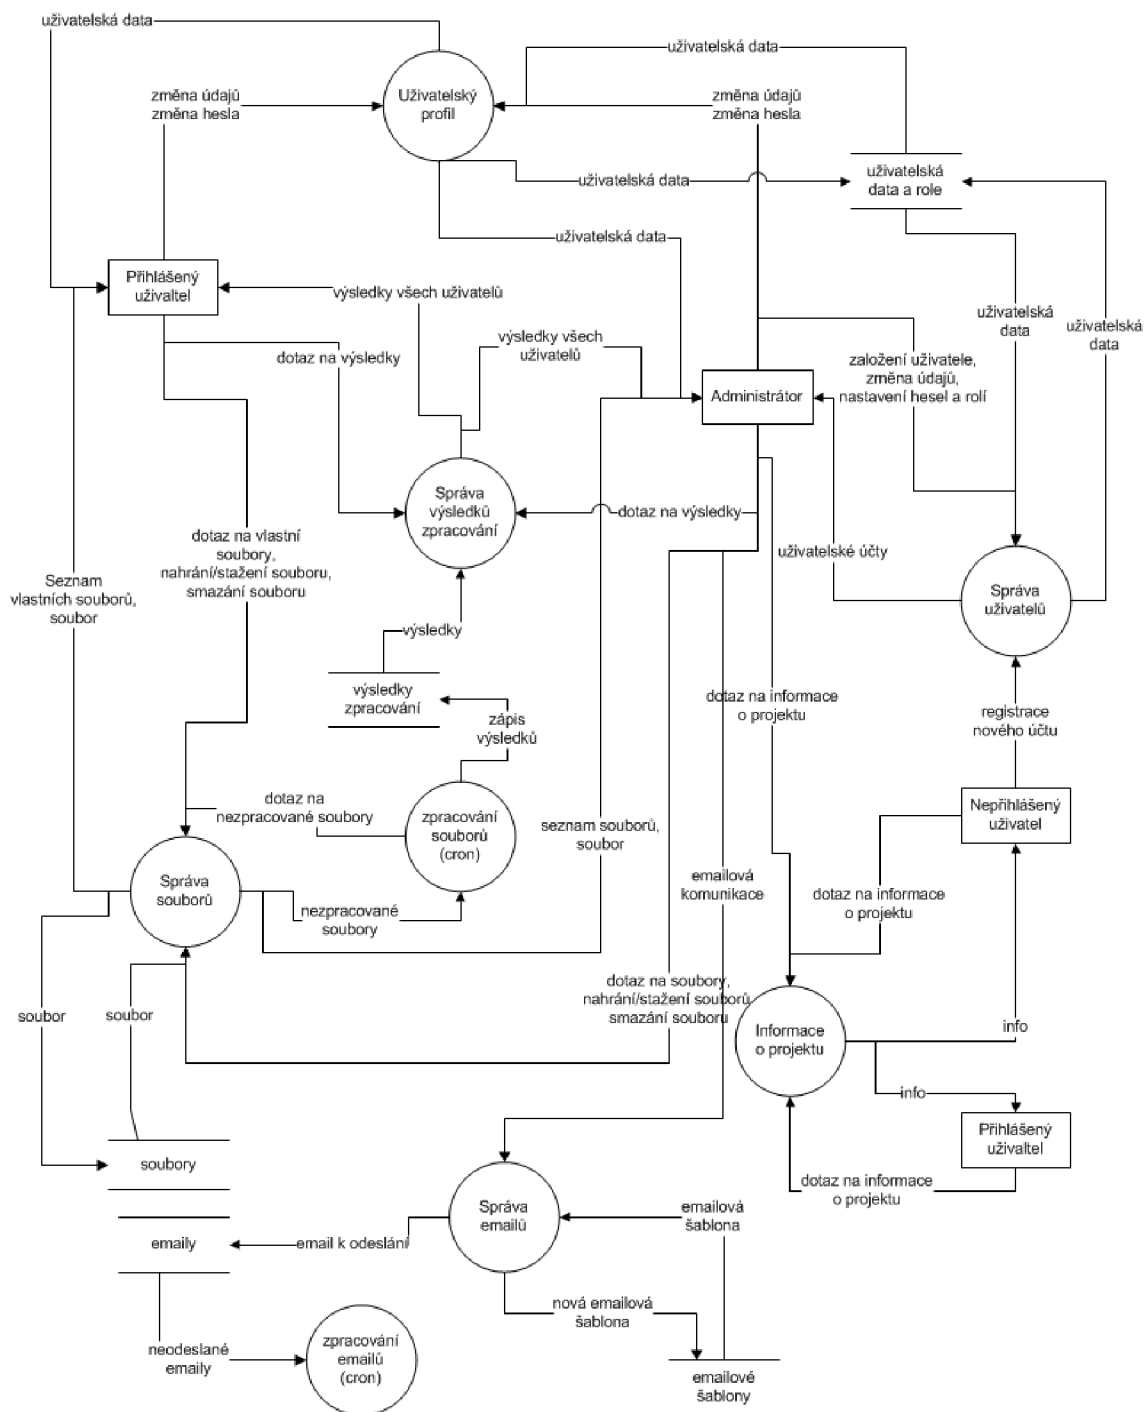 uživatelská data
uživatelská data
změna údajů
změna hesla
Uživatelský
profil
změna údajů
změna hesla
uživatelská data
uživatelská
data a role
uživatelská data
Přihlášený
uživaltel
výsledky všech uživatelů
uživatelská
data
uživatelská
data
dotaz na výsledky
výsledky všech
uživatelů
založení uživatele,
změna údajů,
nastavení hesel a rolí
Administrátor
Správa
výsledků
zpracování
dotaz na výsledky
dotaz na vlastní
soubory,
nahrání/stažení souboru,
smazání souboru
uživatelské účty
Seznam
vlastních souborů,
soubor
Správa
uživatelů
výsledky
výsledky
zpracování
dotaz na informace
o projektu
zápis
výsledků
registrace
nového účtu
dotaz na
nezpracované soubory
zpracování
souborů
(cron)
seznam souborů,
soubor
Nepřihlášený
uživatel
Správa
souborů
emailová
komunikace
dotaz na informace
o projektu
nezpracované
soubory
dotaz na soubory,
nahrání/stažení souborů
smazání souborů
soubor
soubor
Informace
o projektu
info
info
Přihlášený
uživaltel
soubory
dotaz na informace
o projektu
Správa
emailů
emailová
šablona
emaily
email k odeslání
nová emailová
šablona
neodeslané
emaily
zpracování
emailů
(cron)
emailové
šablony